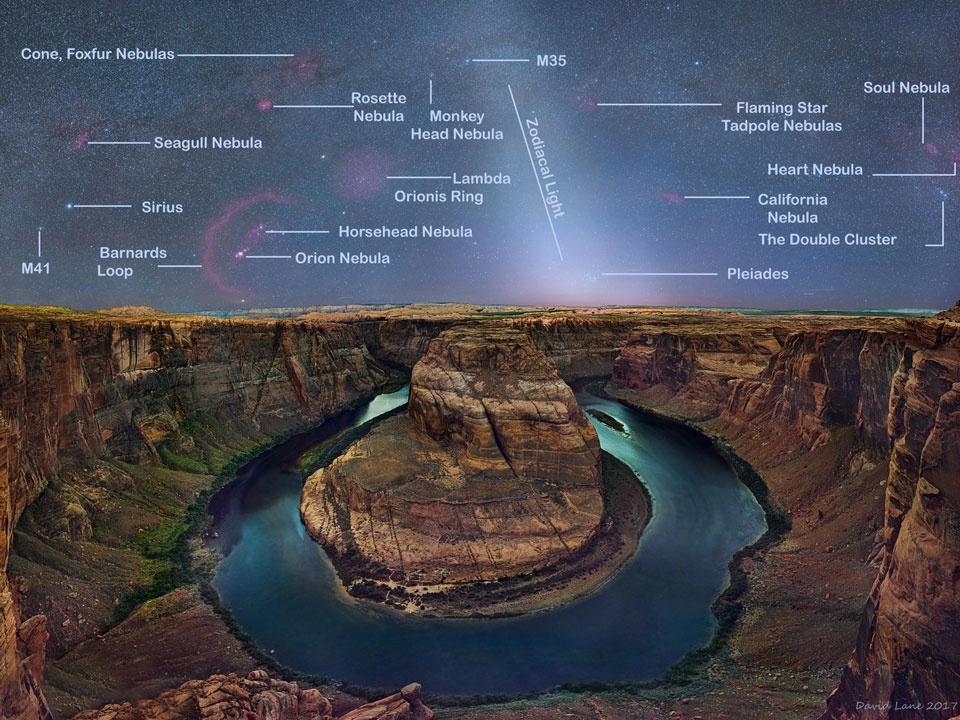 Cone, Foxfur Nebulas
M35
Soul Nebula
Rosette
Nebula
Monkey
Head Nebula
Flaming Star
Tadpole Nebulas
Seagull Nebula
Zodiacal Light
Heart Nebula
Lambda
Orionis Ring
California
Nebula
Sirius
Horsehead Nebula
The Double Cluster
Barnards
Loop
Orion Nebula
M41
Pleiades
David Lane 2017